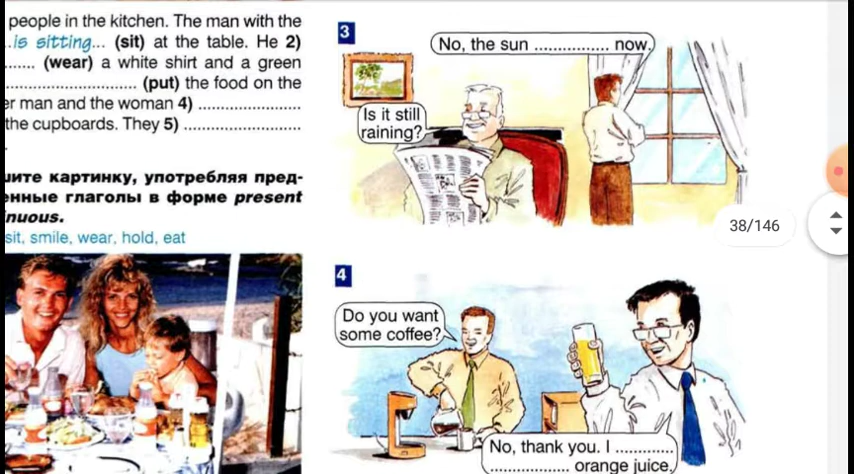 people in the kitchen. The man with the
..is sitting... (sit) at the table. He 2)
....... (wear) a white shirt and a green
............................... (put) the food on the
man and the woman 4) ........................
the cupboards. They 5) ...........................
картинку, употребляя пред-
глаголы в форме present
sit, smile, wear, hold, eat
3
No, the sun ................. now.
Is it still
raining?
38/146
4
Do you want
some coffee?
No, thank you. I .............
.................. orange juice.